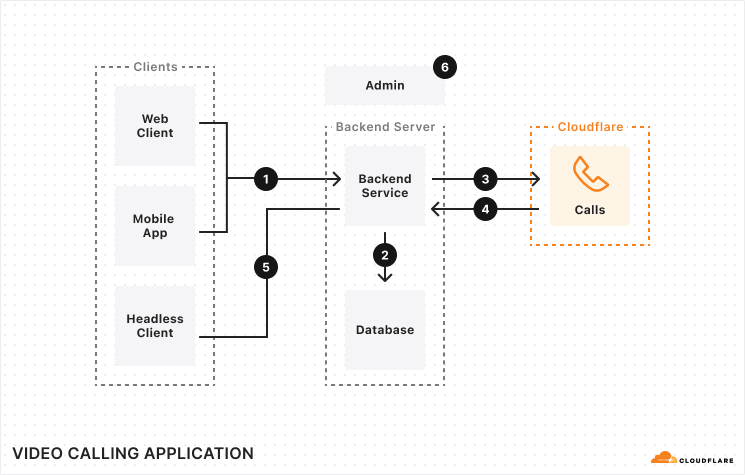 Clients
Web
Client
Mobile
App
Headless
Client
1
5
Admin
6
Backend Server
Backend
Service
2
Database
3
4
Cloudflare
Calls
VIDEO CALLING APPLICATION
CLOUDFLARE